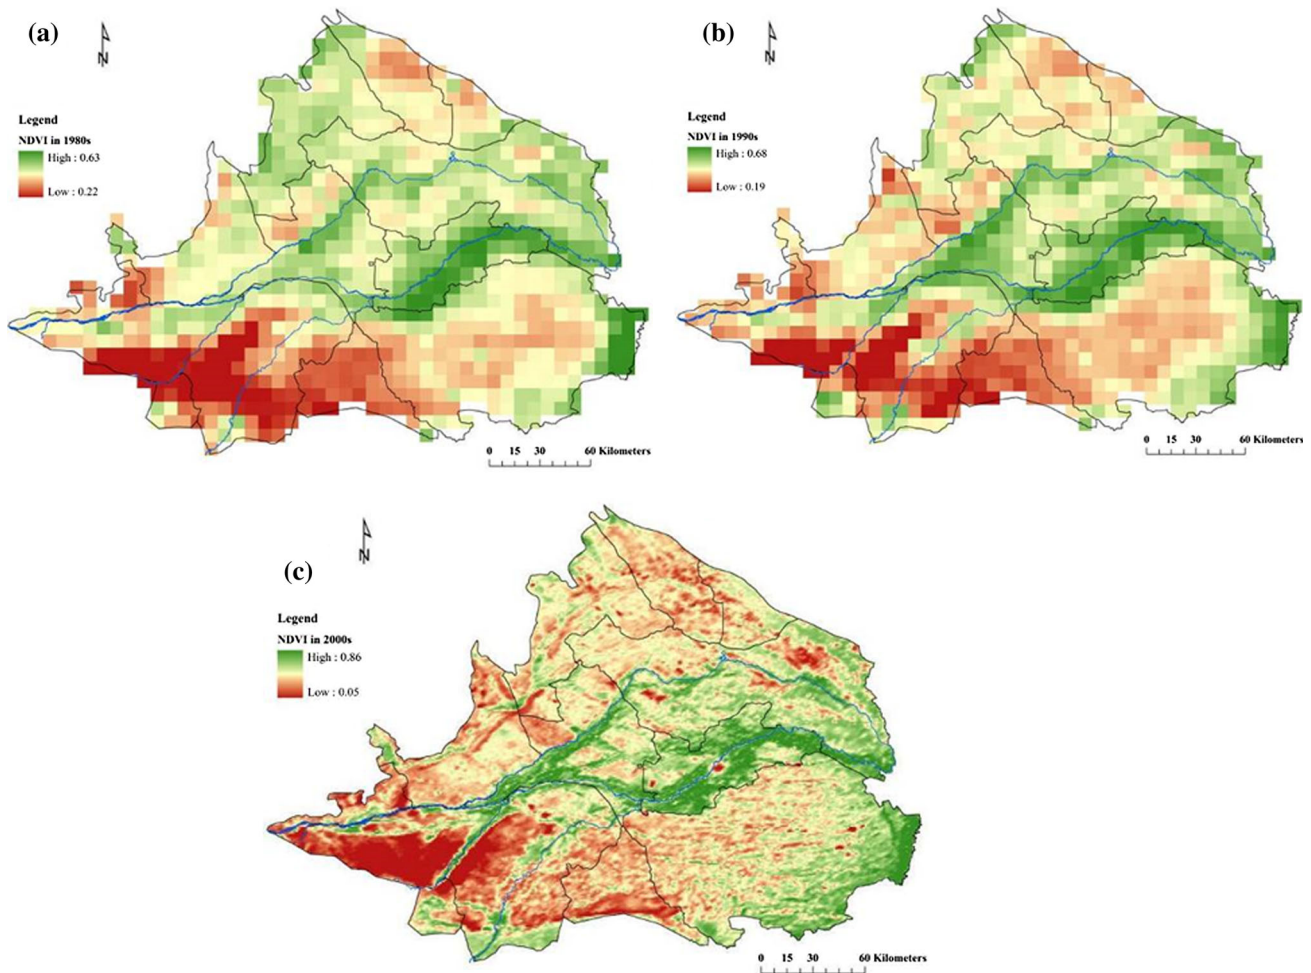 (a)
N
Legend
NDVI in 1980s
High : 0.63
Low : 0.22
0 15 30 60 Kilometers
(b)
N
Legend
NDVI in 1990s
High : 0.68
Low : 0.19
0 15 30 60 Kilometers
(c)
N
Legend
NDVI in 2000s
High : 0.86
Low : 0.05
0 15 30 60 Kilometers